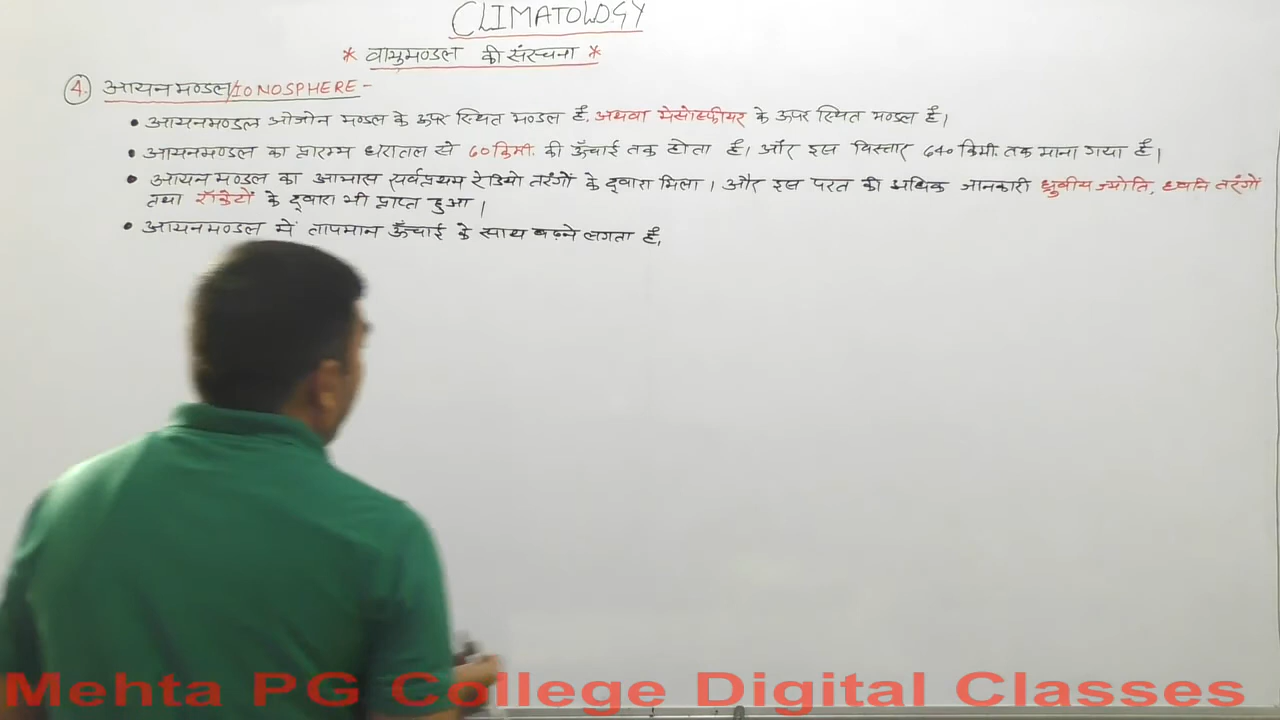 CLIMATOLOGY
* वायुमण्डल की संरचना *
4. आयनमण्डल/IONOSPHERE -
• आयनमण्डल ओजोन मण्डल के ऊपर स्थित मण्डल है, अथवा मेसोस्फीयर के ऊपर स्थित मण्डल है।
• आयनमण्डल का प्रारम्भ धरातल से 60 किमी. की ऊँचाई तक होता है। और इस विस्तार 640 किमी. तक माना गया है।
• आयन मण्डल का आभास सर्वप्रथम रेडियो तरंगों के द्वारा मिला। और इस परत की अधिक जानकारी ध्रुवीय ज्योति, ध्वनि तरंगों
तथा रॉकेटों के द्वारा भी प्राप्त हुआ।
• आयनमण्डल में तापमान ऊँचाई के साथ बढ़ने लगता है,
Mehta PG College Digital Classes